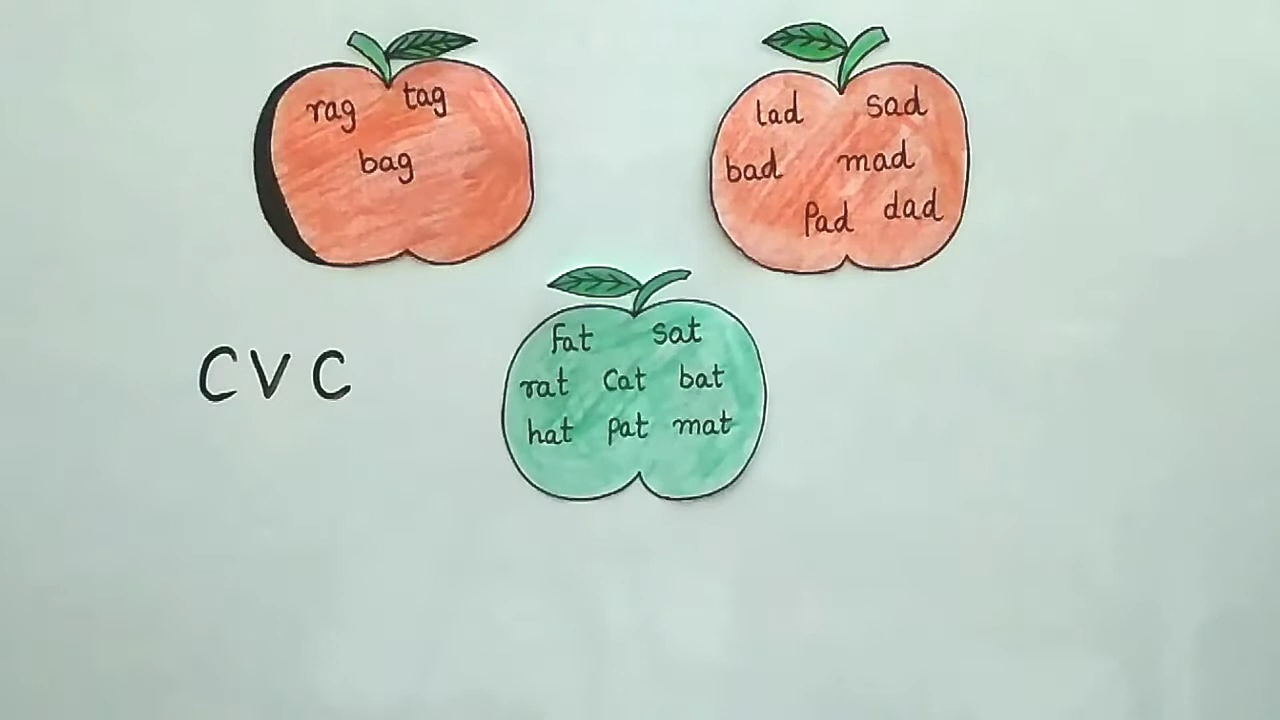 rag tag
bag
lad sad
bad mad
Pad dad
CVC
Fat Sat
rat Cat bat
hat pat mat